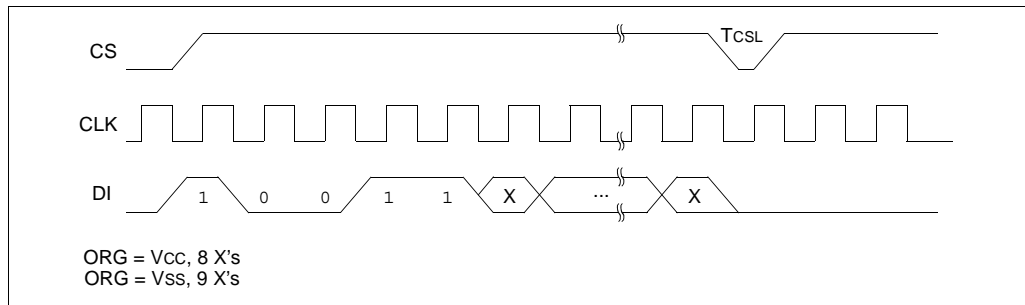 CS TCSL
CLK
DI 1 0 0 1 1 X ... X
ORG = VCC, 8 X's
ORG = VSS, 9 X's